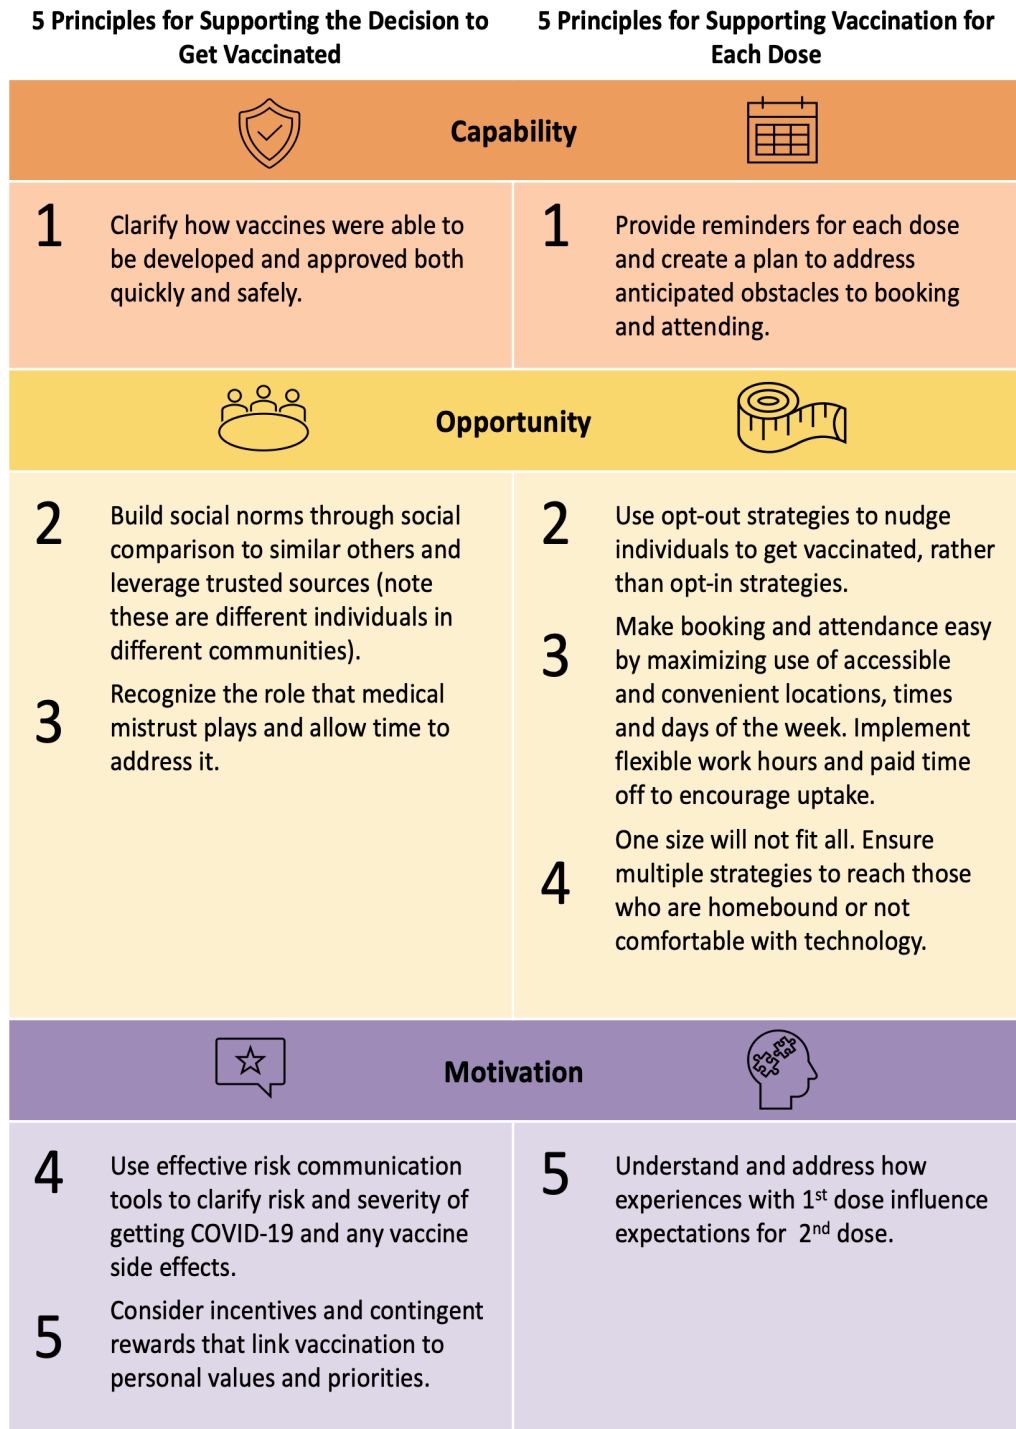 5 Principles for Supporting the Decision to
Get Vaccinated
5 Principles for Supporting Vaccination for
Each Dose
Capability
1
Clarify how vaccines were able to
be developed and approved both
quickly and safely.
1
Provide reminders for each dose
and create a plan to address
anticipated obstacles to booking
and attending.
Opportunity
2
Build social norms through social
comparison to similar others and
leverage trusted sources (note
these are different individuals in
different communities).
3
Recognize the role that medical
mistrust plays and allow time to
address it.
2
Use opt-out strategies to nudge
individuals to get vaccinated, rather
than opt-in strategies.
3
Make booking and attendance easy
by maximizing use of accessible
and convenient locations, times
and days of the week. Implement
flexible work hours and paid time
off to encourage uptake.
4
One size will not fit all. Ensure
multiple strategies to reach those
who are homebound or not
comfortable with technology.
Motivation
4
Use effective risk communication
tools to clarify risk and severity of
getting COVID-19 and any vaccine
side effects.
5
Consider incentives and contingent
rewards that link vaccination to
personal values and priorities.
5
Understand and address how
experiences with 1st dose influence
expectations for 2nd dose.